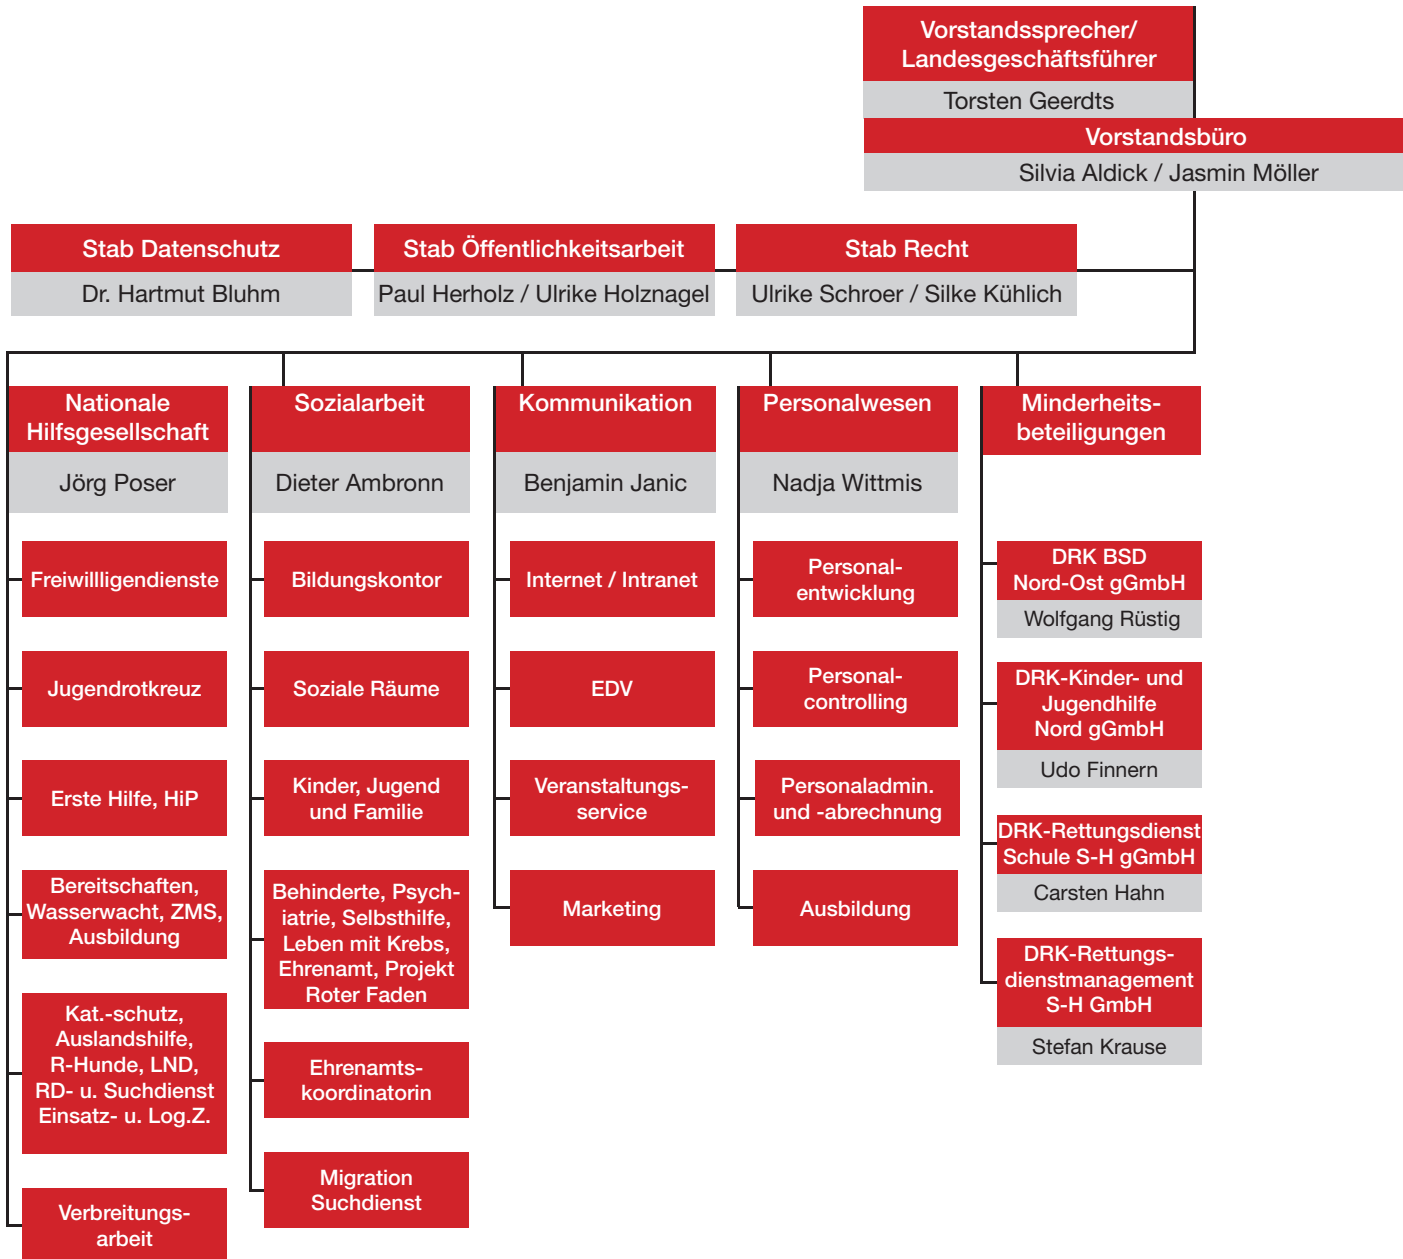 Vorstandssprecher/
Landesgeschäftsführer
Torsten Geerdts
Vorstandsbüro
Silvia Aldick / Jasmin Möller
Stab Datenschutz
Dr. Hartmut Bluhm
Stab Öffentlichkeitsarbeit
Paul Herholz / Ulrike Holznagel
Stab Recht
Ulrike Schroer / Silke Kühlich
Nationale
Hilfsgesellschaft
Jörg Poser
Freiwillligendienste
Jugendrotkreuz
Erste Hilfe, HiP
Bereitschaften,
Wasserwacht, ZMS,
Ausbildung
Kat.-schutz,
Auslandshilfe,
R-Hunde, LND,
RD- u. Suchdienst
Einsatz- u. Log.Z.
Verbreitungs-
arbeit
Sozialarbeit
Dieter Ambronn
Bildungskontor
Soziale Räume
Kinder, Jugend
und Familie
Behinderte, Psych-
iatrie, Selbsthilfe,
Leben mit Krebs,
Ehrenamt, Projekt
Roter Faden
Ehrenamts-
koordinatorin
Migration
Suchdienst
Kommunikation
Benjamin Janic
Internet / Intranet
EDV
Veranstaltungs-
service
Marketing
Personalwesen
Nadja Wittmis
Personal-
entwicklung
Personal-
controlling
Personaladmin.
und -abrechnung
Ausbildung
Minderheits-
beteiligungen
DRK BSD
Nord-Ost gGmbH
Wolfgang Rüstig
DRK-Kinder- und
Jugendhilfe
Nord gGmbH
Udo Finnern
DRK-Rettungsdienst
Schule S-H gGmbH
Carsten Hahn
DRK-Rettungs-
dienstmanagement
S-H GmbH
Stefan Krause